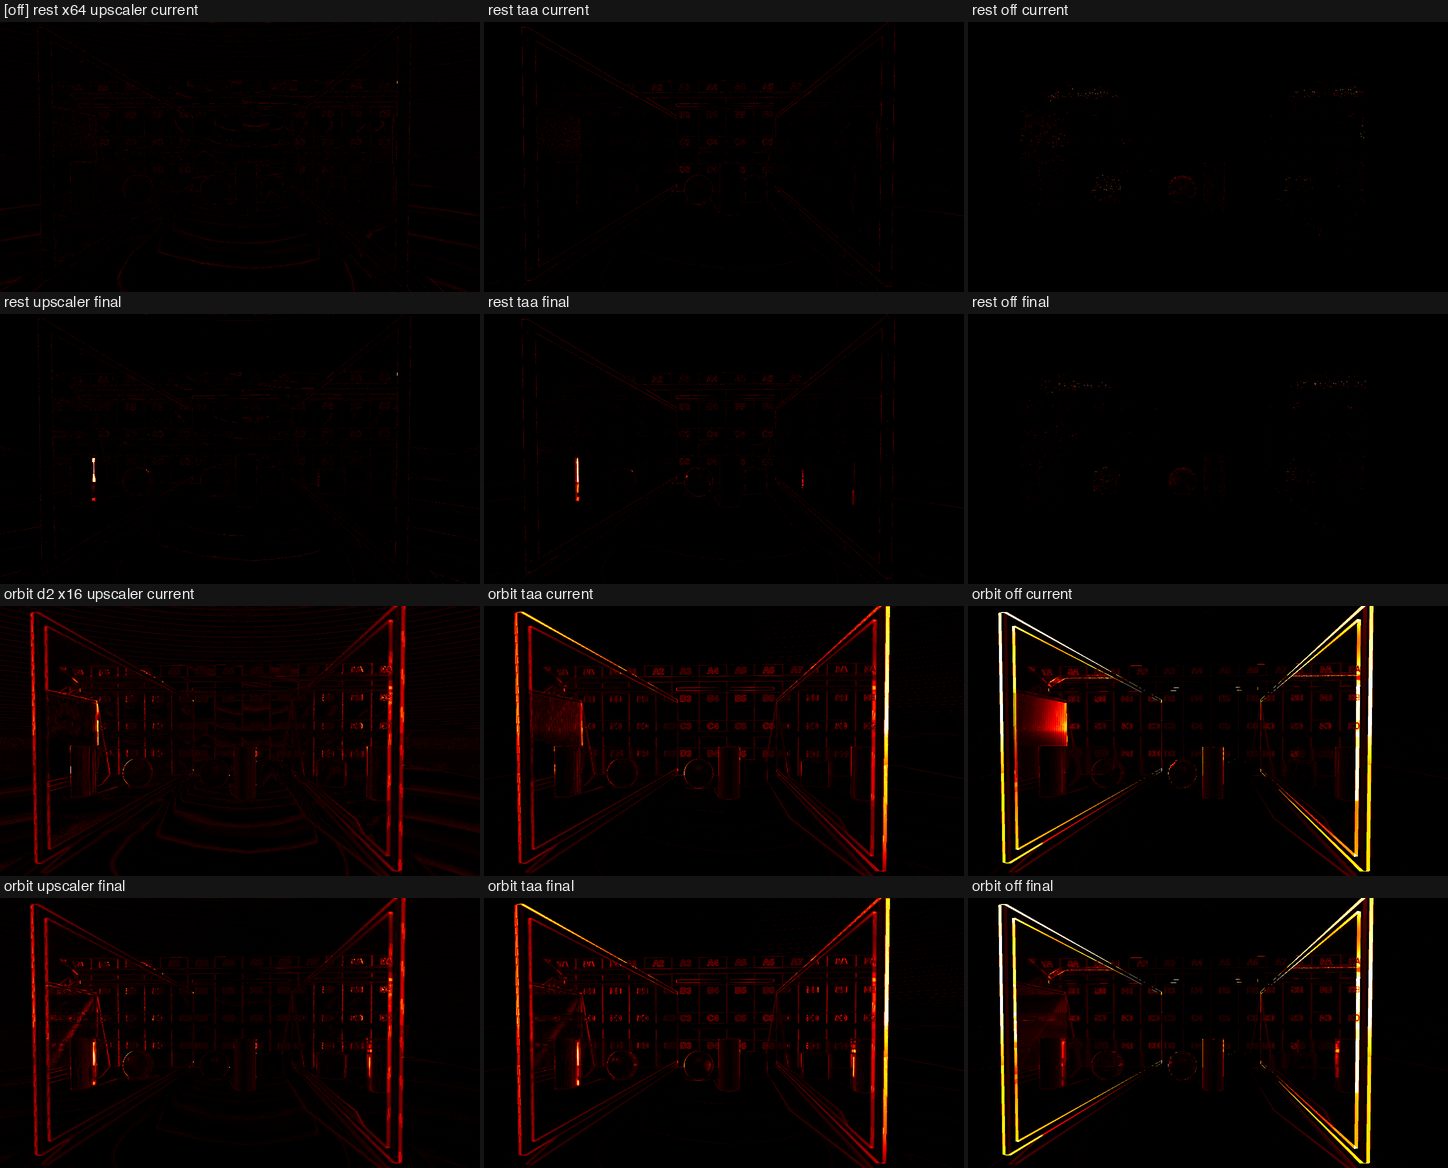 [off] rest x64 upscaler current
rest taa current
rest off current
rest upscaler final
rest taa final
rest off final
orbit d2 x16 upscaler current
orbit taa current
orbit off current
orbit upscaler final
orbit taa final
orbit off final